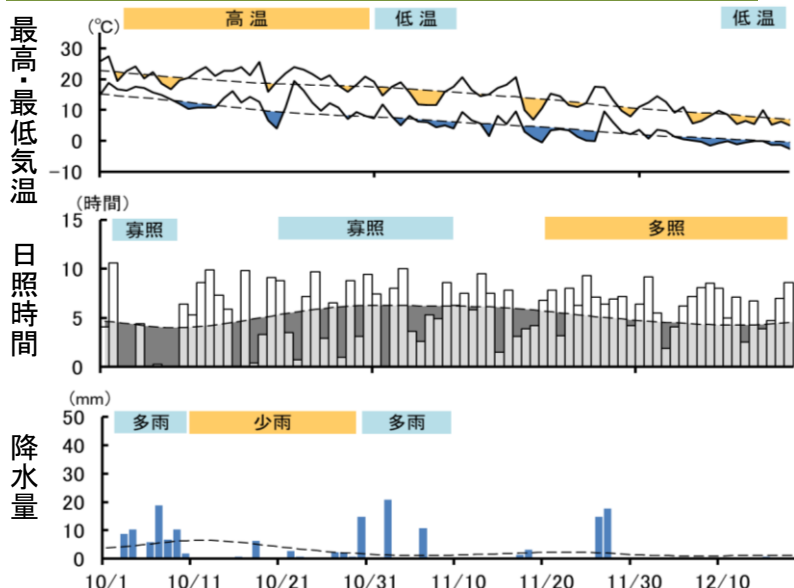 最高・最低気温
(℃)
高温
低温
低温
30
20
10
0
−10
日照時間
(時間)
寡照
寡照
多照
15
10
5
0
降水量
(mm)
多雨
少雨
多雨
50
40
30
20
10
0
10/1 10/11 10/21 10/31 11/10 11/20 11/30 12/10